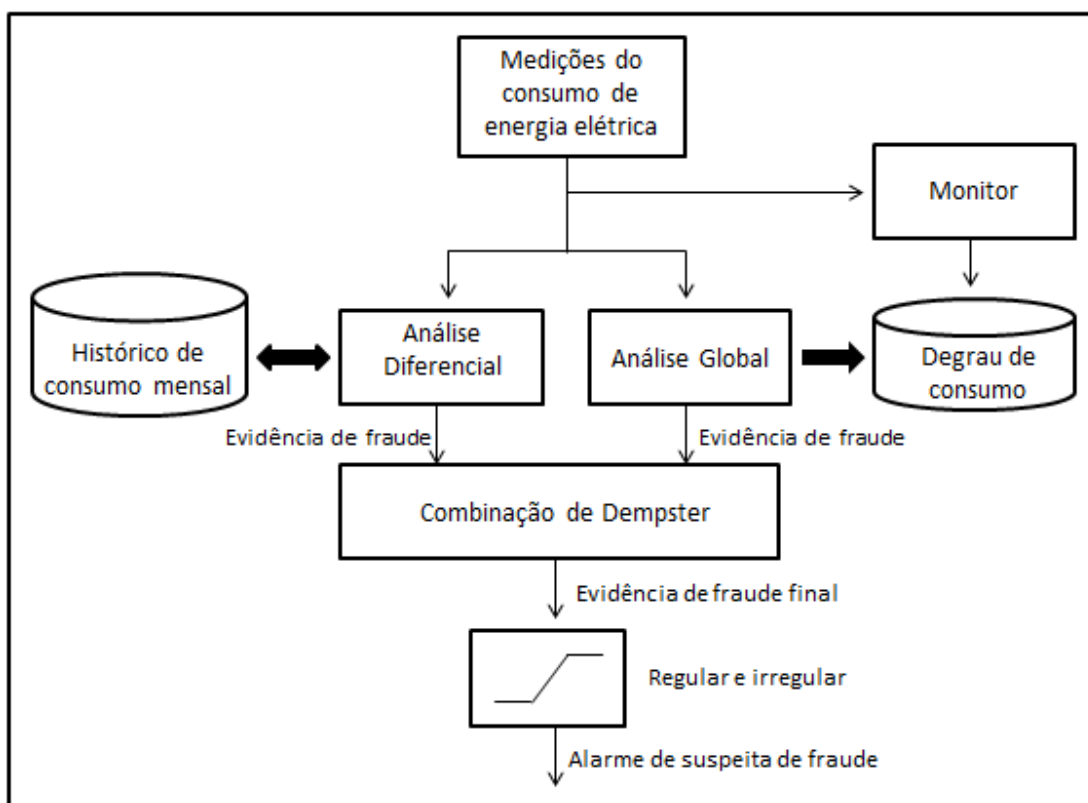 Medições do
consumo de
energia elétrica
Monitor
Histórico de
consumo mensal
Análise
Diferencial
Análise Global
Degrau de
consumo
Evidência de fraude
Evidência de fraude
Combinação de Dempster
Evidência de fraude final
Regular e irregular
Alarme de suspeita de fraude